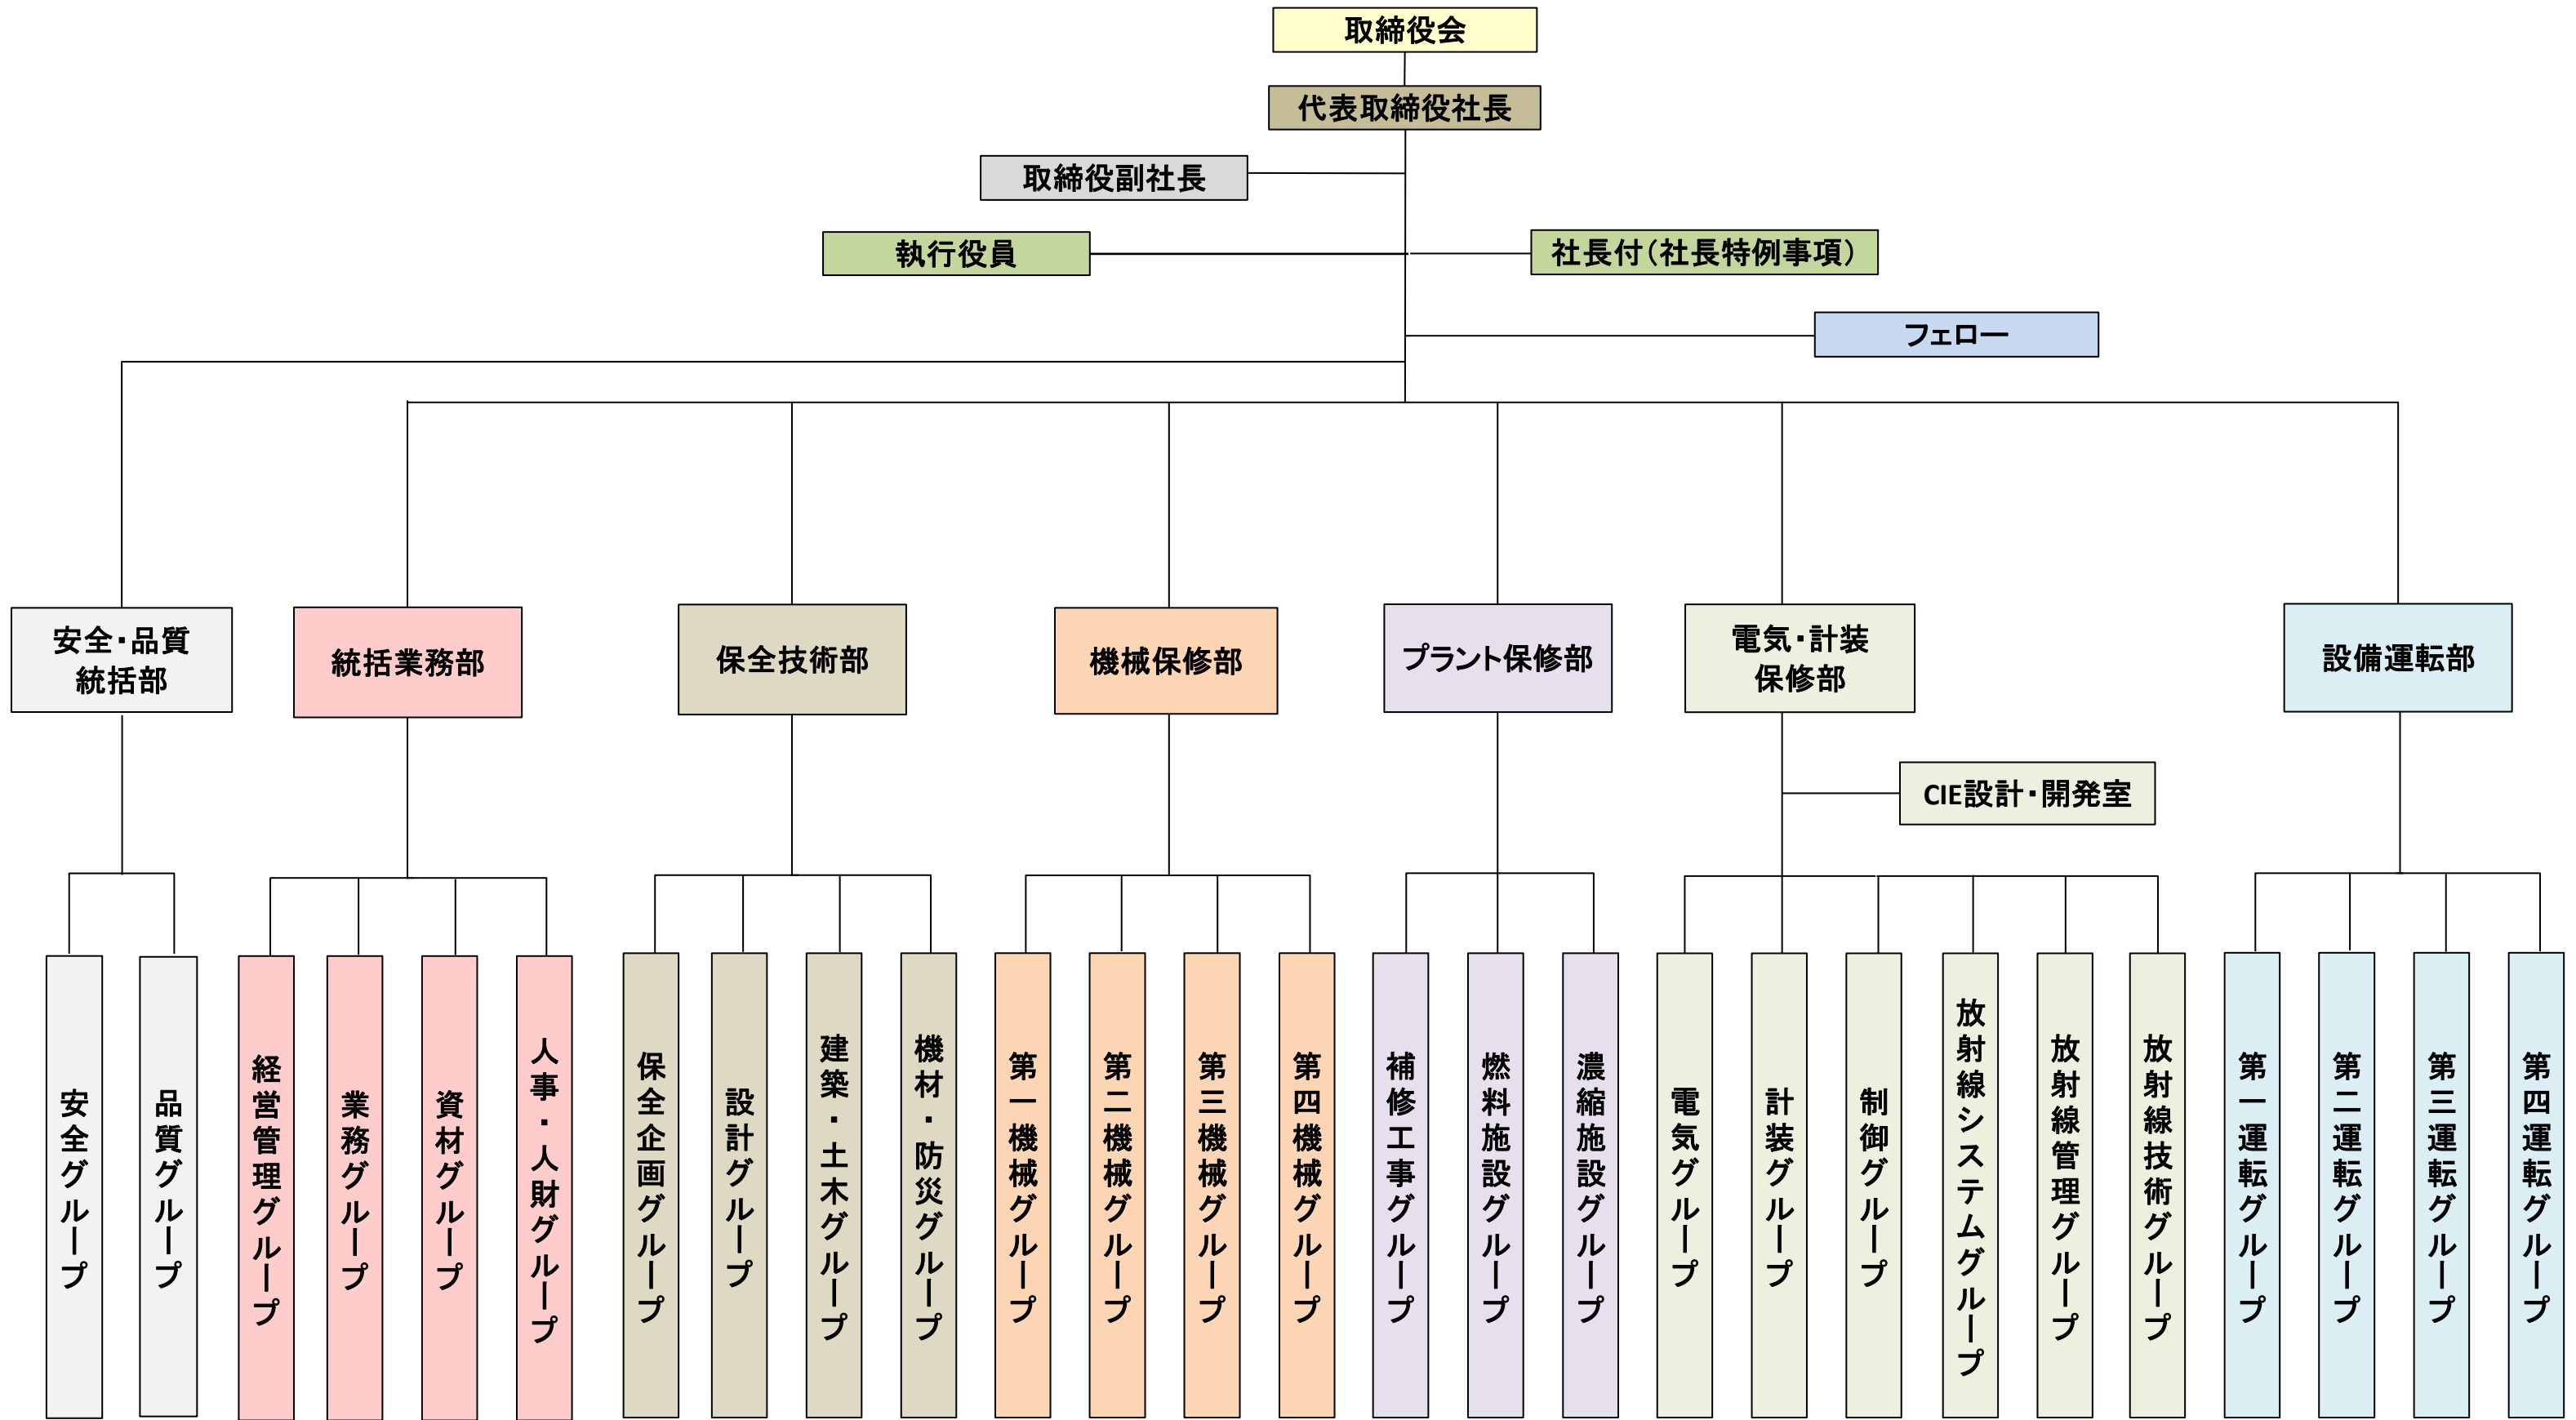 取締役会
代表取締役社長
取締役副社長
執行役員
社長付（社長特例事項）
フェロー
安全・品質
統括部
統括業務部
保全技術部
機械保修部
プラント保修部
電気・計装
保修部
設備運転部
CIE設計・開発室
安全グループ
品質グループ
経営管理グループ
業務グループ
資材グループ
人事・人財グループ
保全企画グループ
設計グループ
建築・土木グループ
機材・防災グループ
第一機械グループ
第二機械グループ
第三機械グループ
第四機械グループ
補修工事グループ
燃料施設グループ
濃縮施設グループ
電気グループ
計装グループ
制御グループ
放射線システムグループ
放射線管理グループ
放射線技術グループ
第一運転グループ
第二運転グループ
第三運転グループ
第四運転グループ